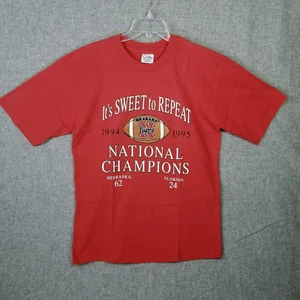 It's SWEET to REPEAT
1994 1995
NATIONAL
CHAMPIONS
NEBRASKA FLORIDA
62 24